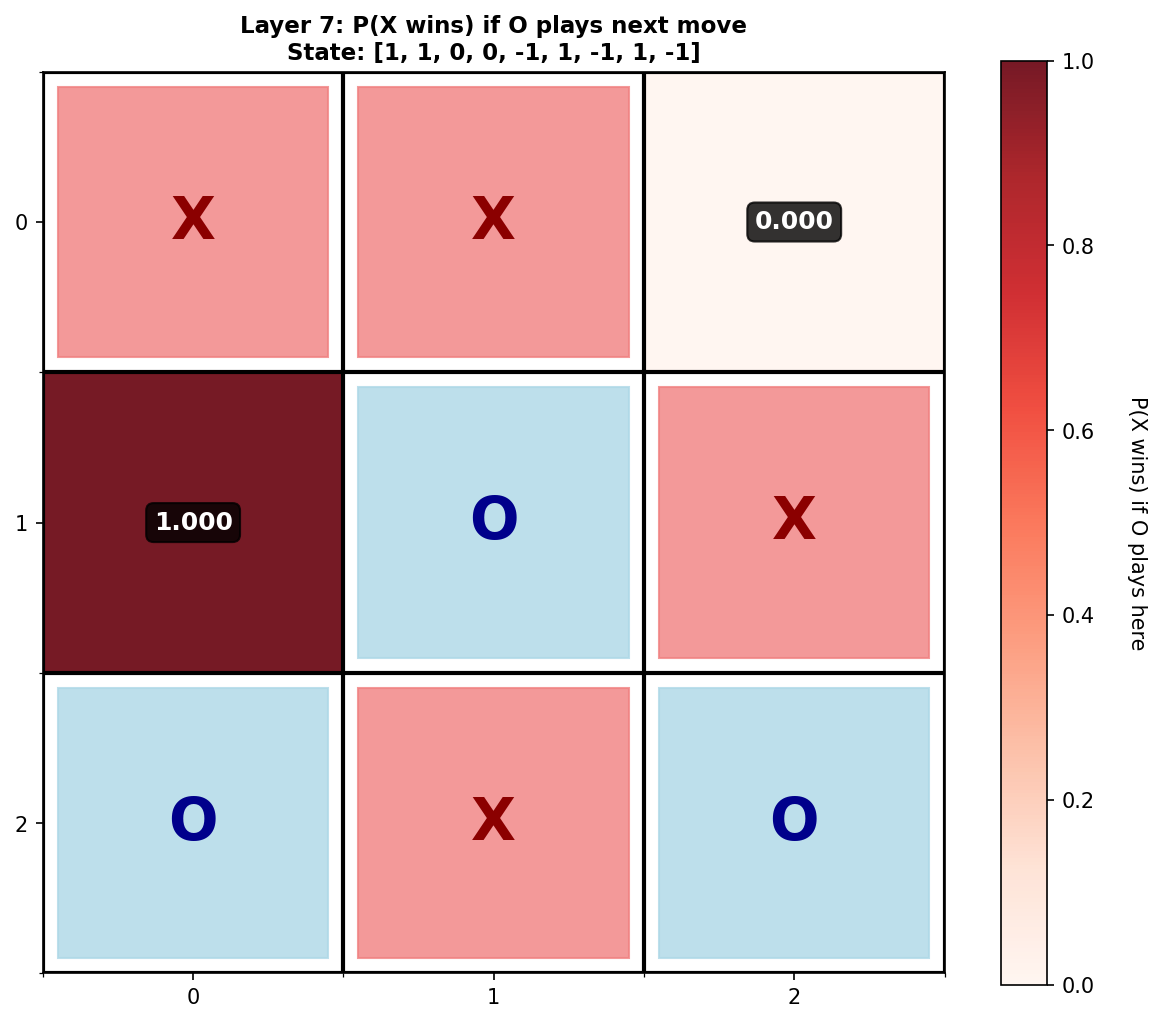 Layer 7: P(X wins) if O plays next move
State: [1, 1, 0, 0, -1, 1, -1, 1, -1]
0
X
X
0.000
1
1.000
O
X
2
O
X
O
0
1
2
1.0
0.8
0.6
0.4
0.2
0.0
P(X wins) if O plays here